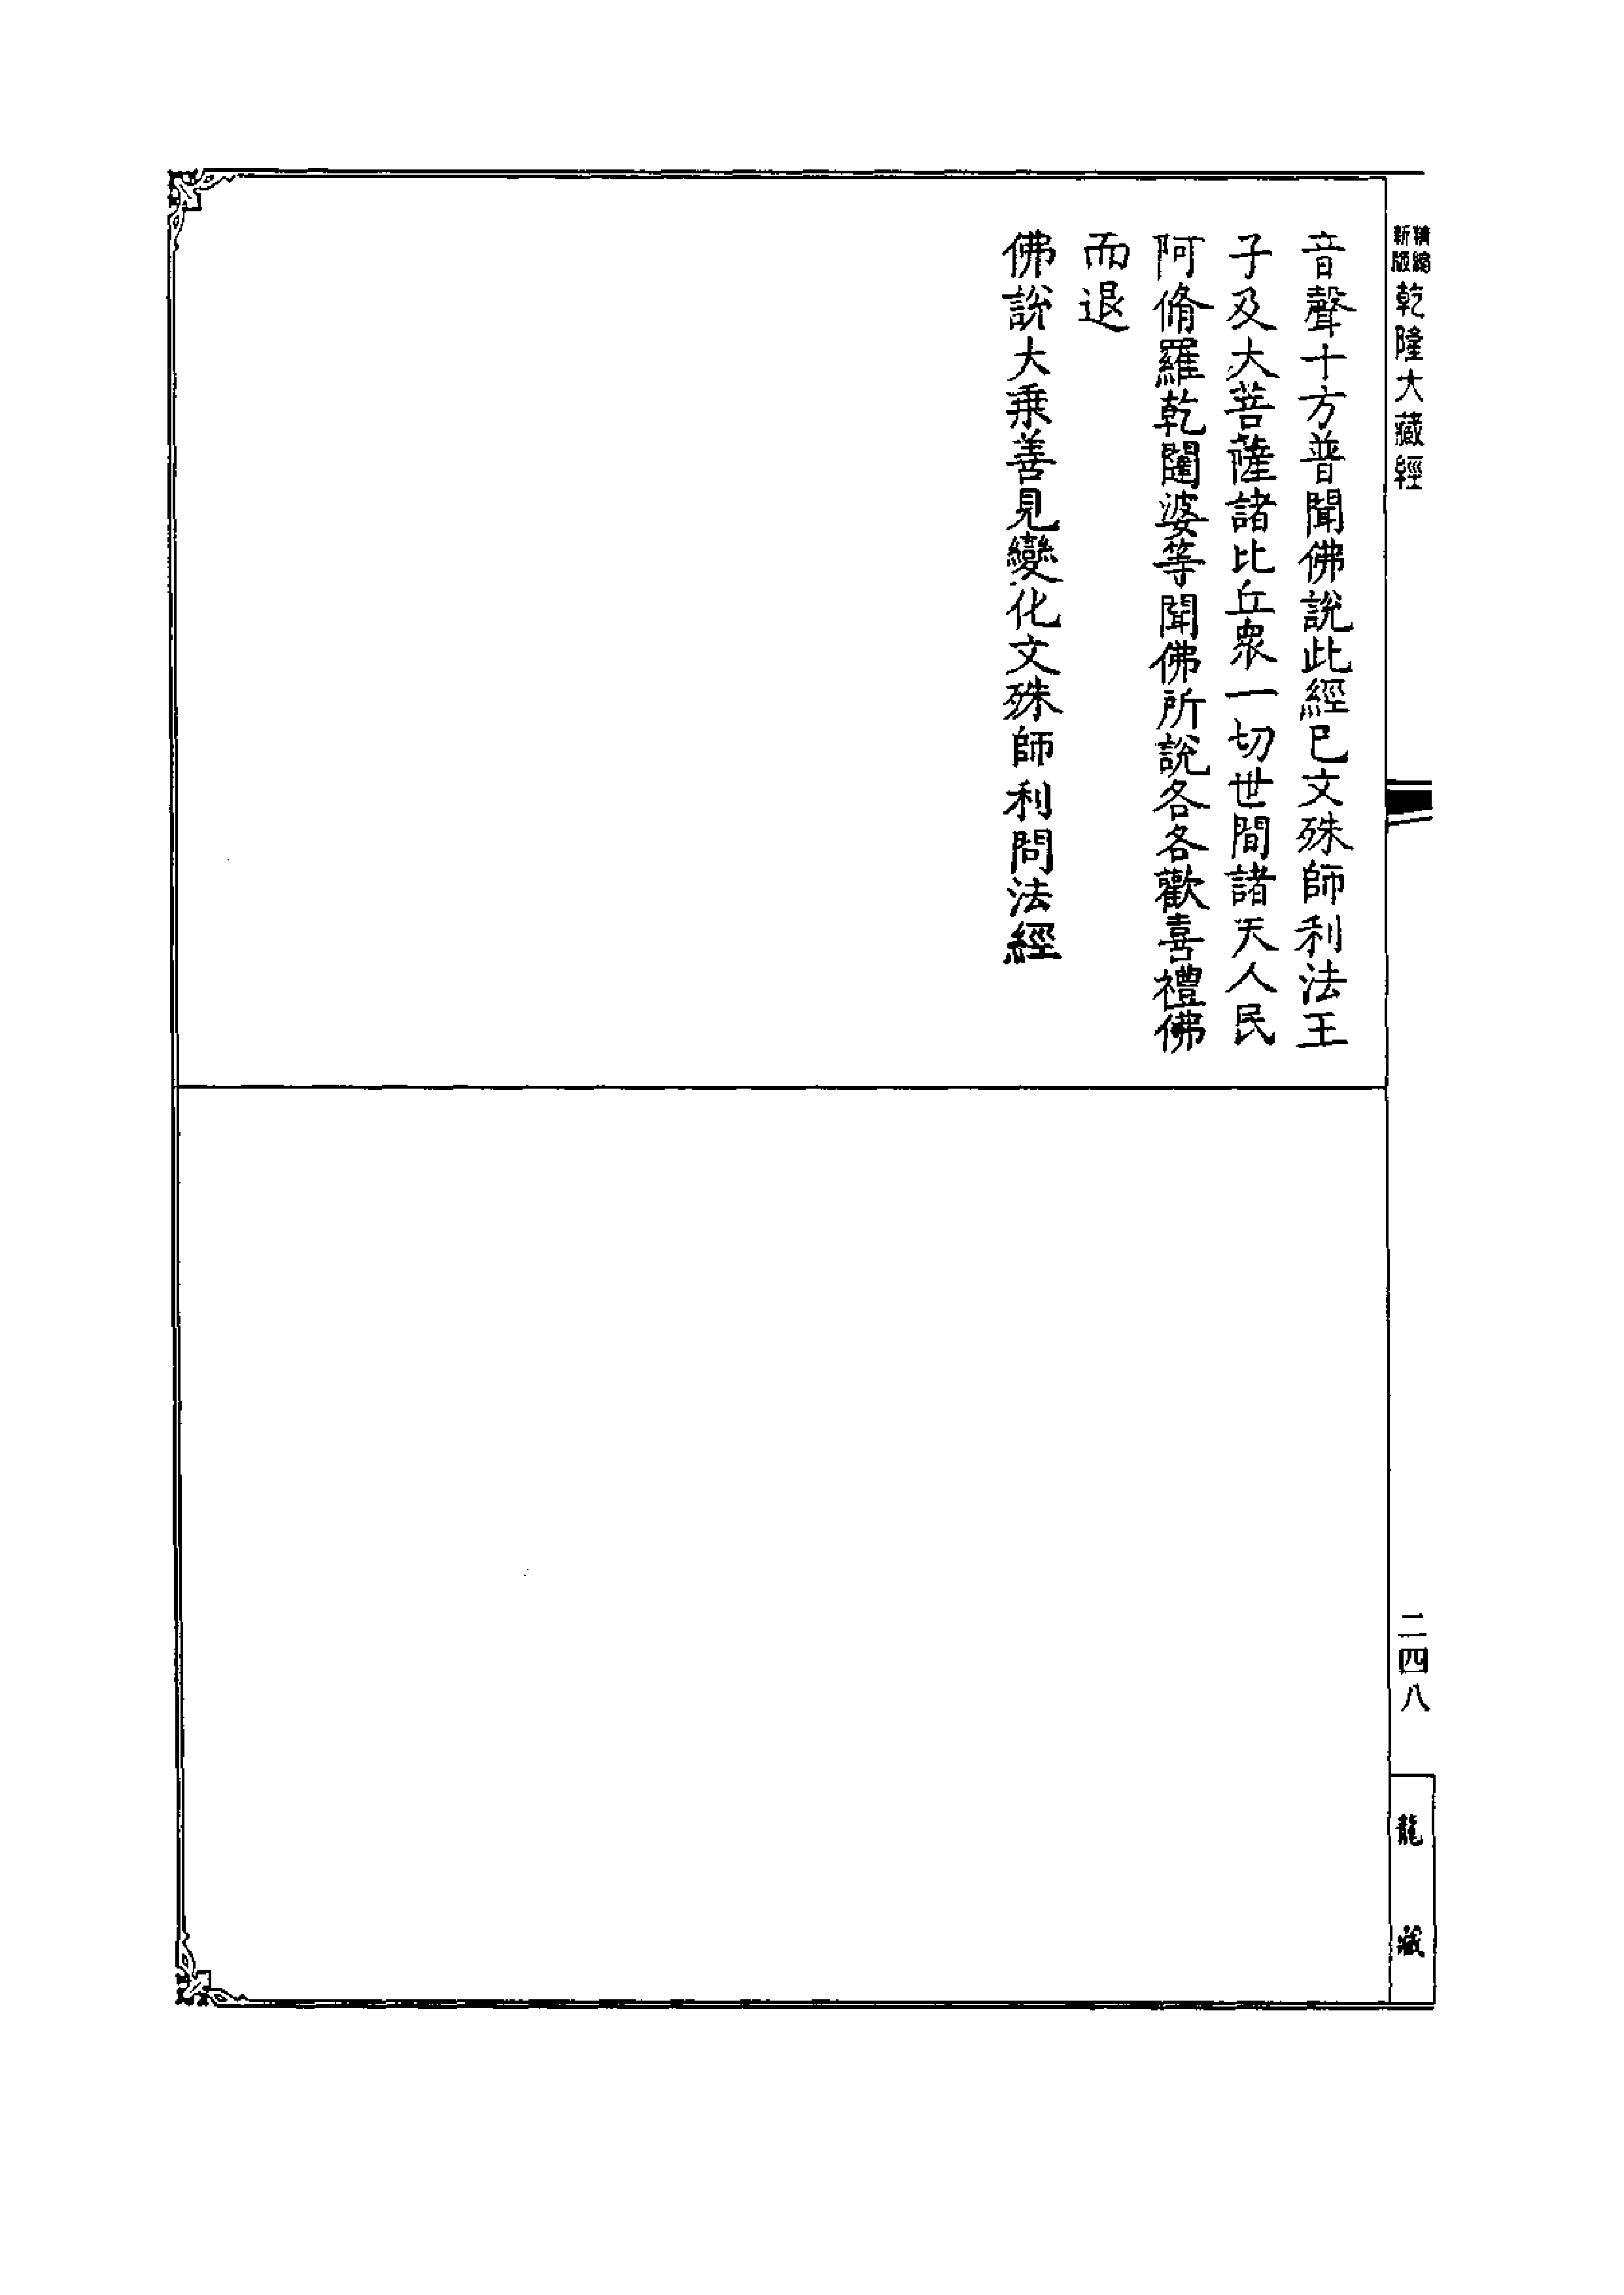 精縮新版乾隆大藏經
音聲十方普聞佛說此經已文殊師利法王
子及大菩薩諸比丘衆一切世間諸天人民
阿脩羅乾闥婆等聞佛所說各各歡喜禮佛
而退
佛說大乘善見變化文殊師利問法經
二四八
龍藏